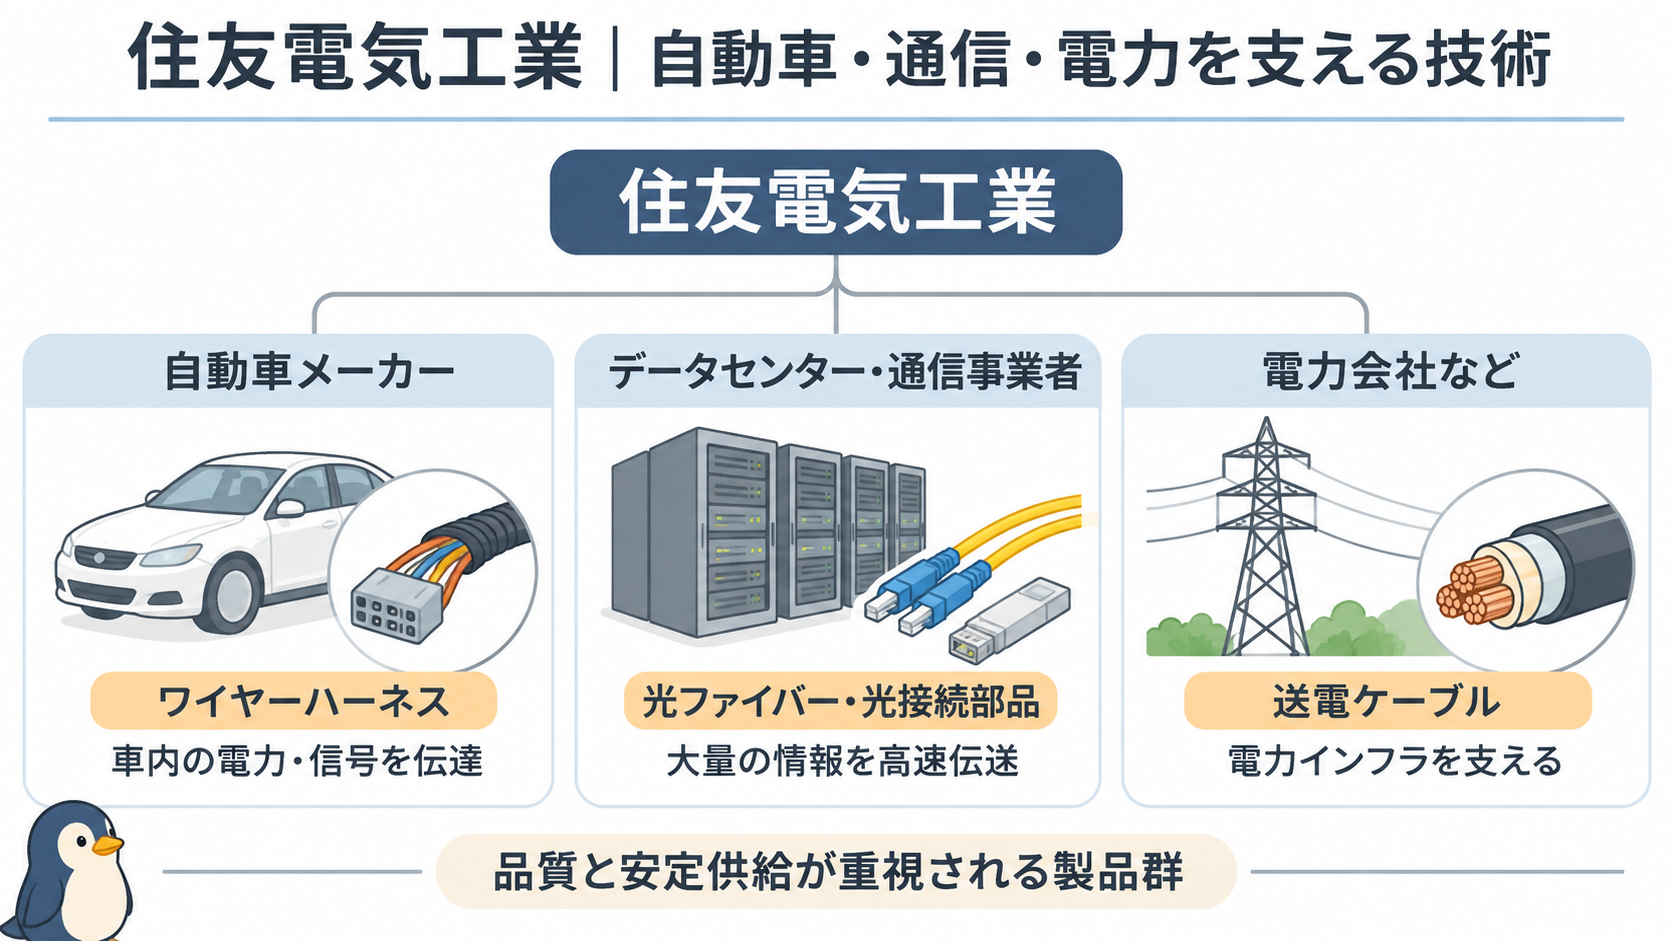 住友電気工業｜自動車・通信・電力を支える技術
住友電気工業
自動車メーカー
データセンター・通信事業者
電力会社など
ワイヤーハーネス
光ファイバー・光接続部品
送電ケーブル
車内の電力・信号を伝達
大量の情報を高速伝送
電力インフラを支える
品質と安定供給が重視される製品群